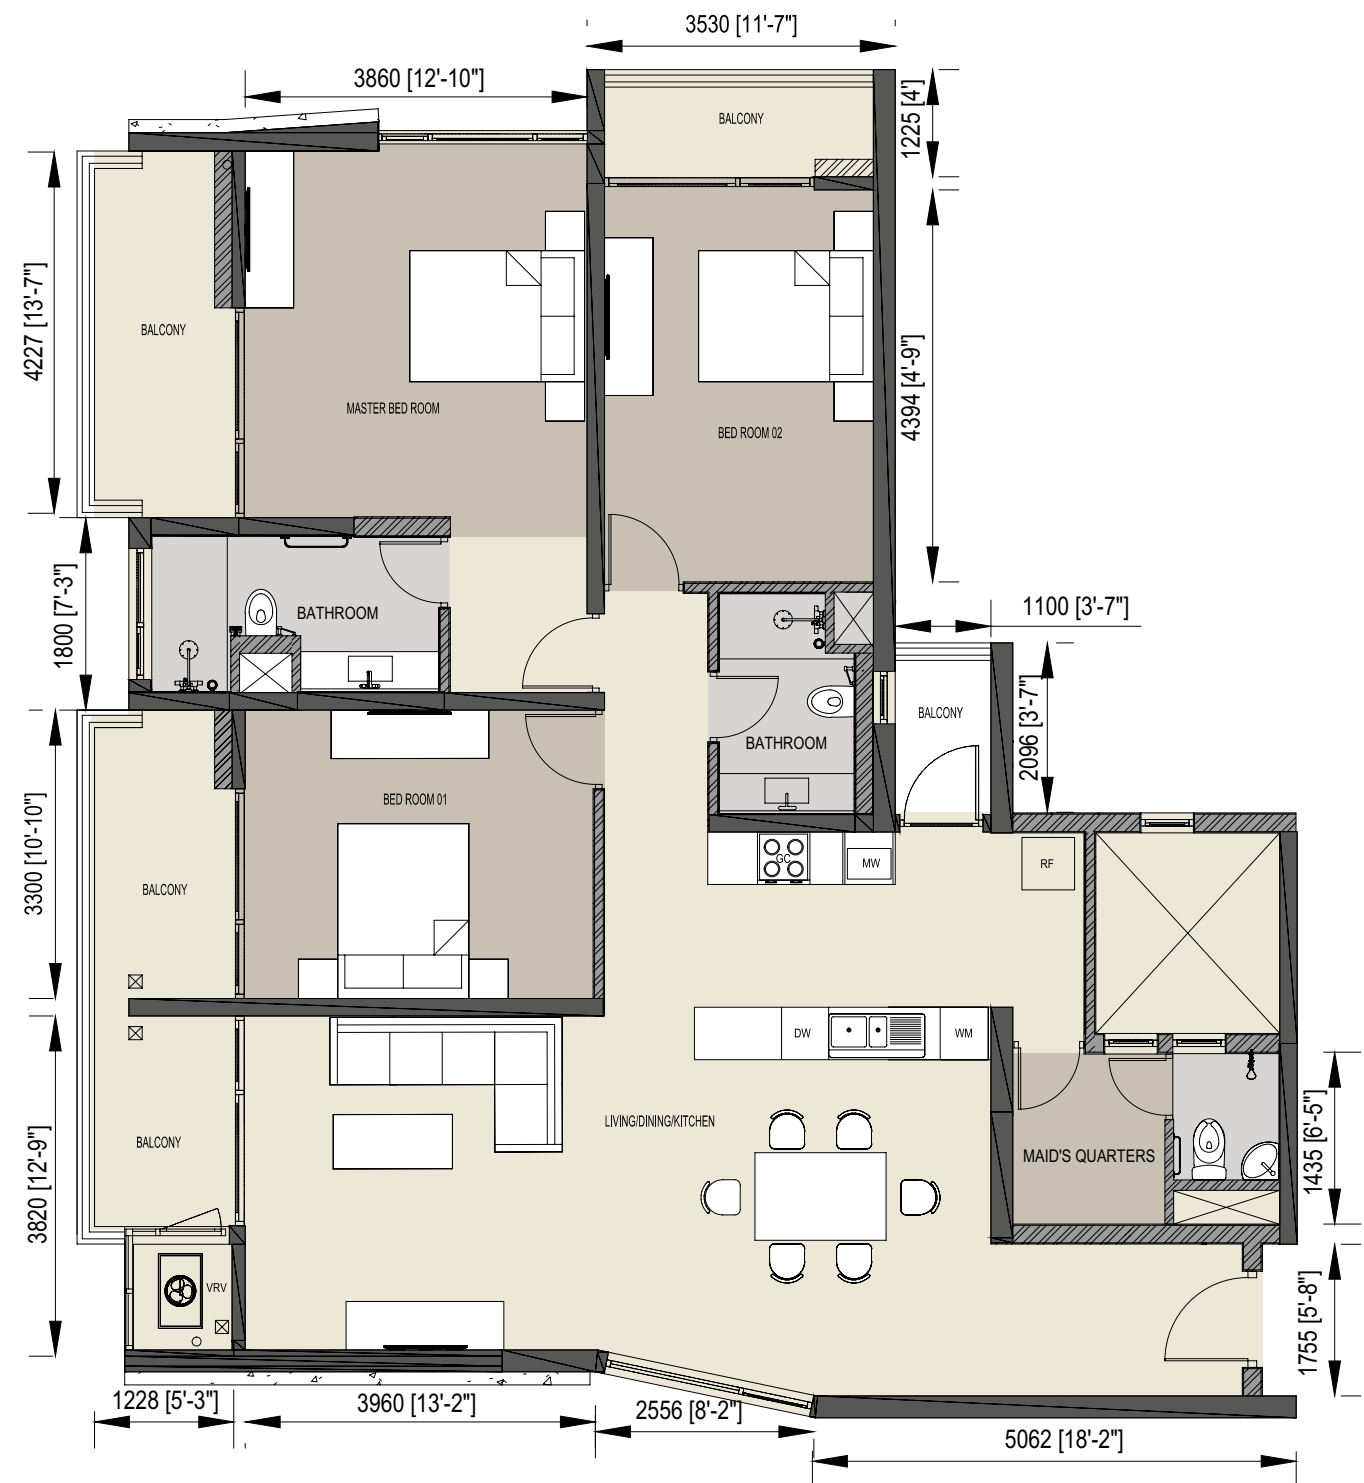 3530 [11'-7"]
3860 [12'-10"]
BALCONY
1225 [4']
4227 [13'-7"]
BALCONY
MASTER BED ROOM
BED ROOM 02
4394 [4'-9"]
1800 [7'-3"]
BATHROOM
1100 [3'-7"]
BALCONY
BATHROOM
2096 [3'-7"]
BED ROOM 01
3300 [10'-10"]
BALCONY
GC
MW
RF
DW
WM
LIVING/DINING/KITCHEN
BALCONY
3820 [12'-9"]
MAID'S QUARTERS
1435 [6'-5"]
VRV
1755 [5'-8"]
1228 [5'-3"]
3960 [13'-2"]
2556 [8'-2"]
5062 [18'-2"]